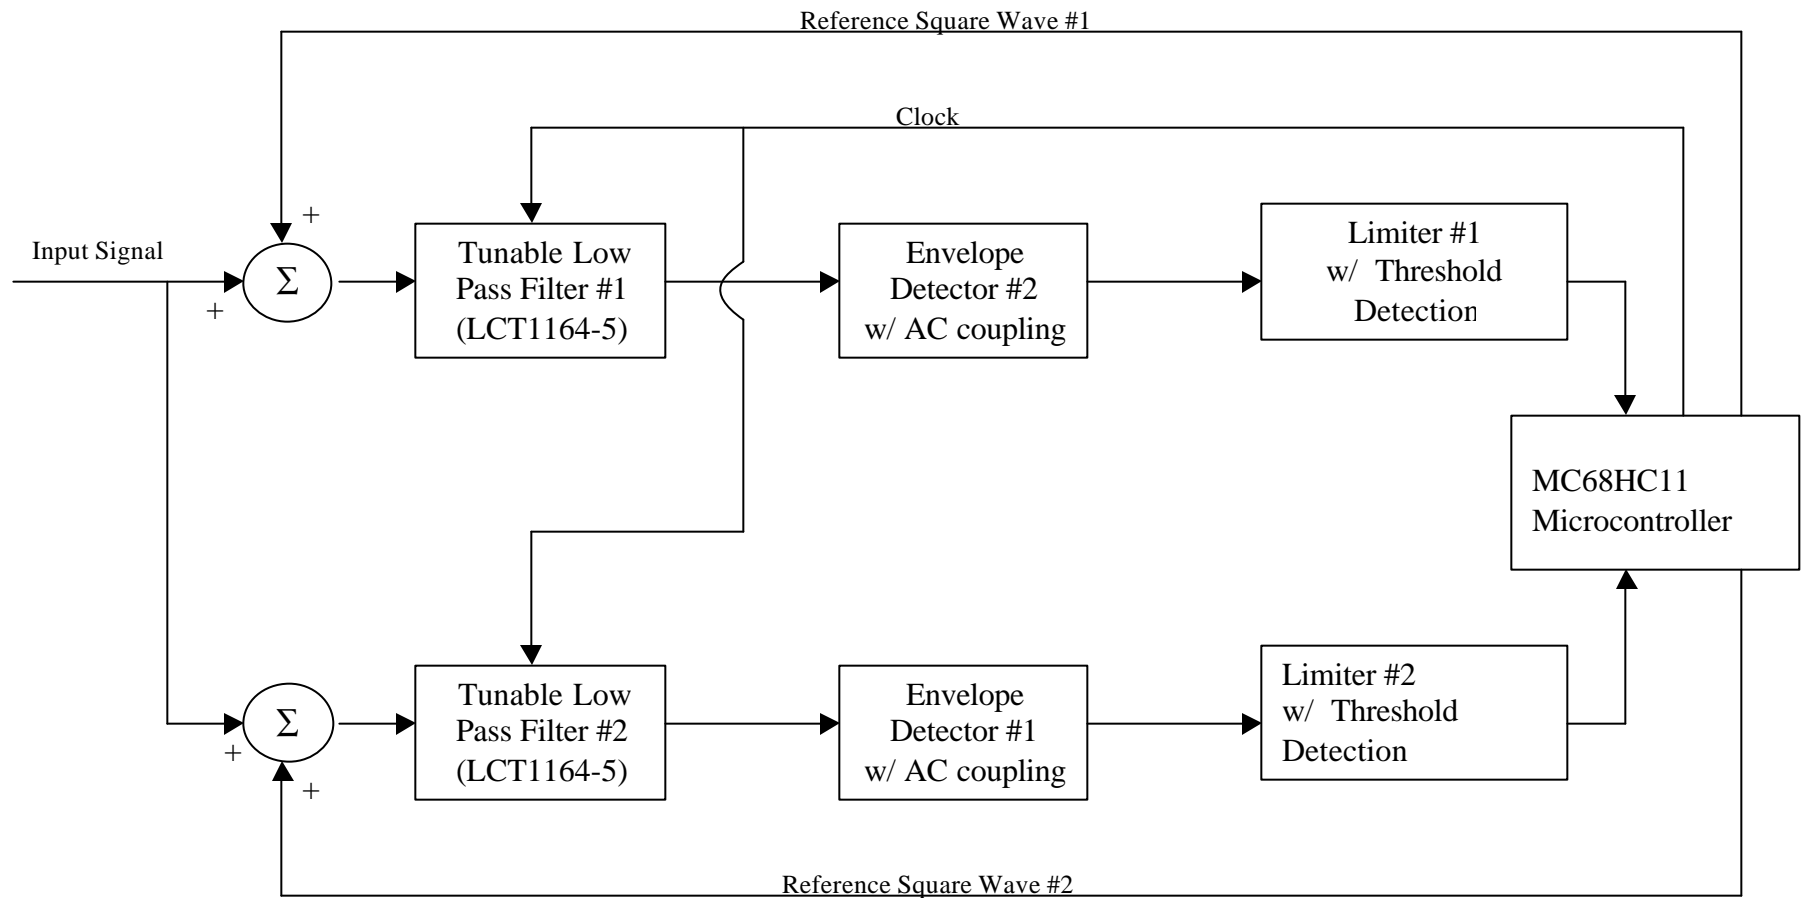 Reference Square Wave #1
Clock
+
Input Signal
Σ
+
Tunable Low
Pass Filter #1
(LCT1164-5)
Envelope
Detector #2
w/ AC coupling
Limiter #1
w/ Threshold
Detection
MC68HC11
Microcontroller
Σ
+
+
Tunable Low
Pass Filter #2
(LCT1164-5)
Envelope
Detector #1
w/ AC coupling
Limiter #2
w/ Threshold
Detection
Reference Square Wave #2